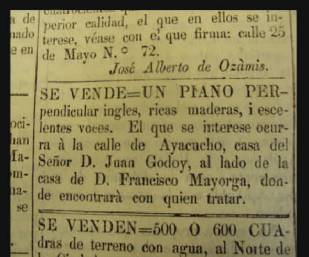 perior calidad, el que en ellos se in-
terese, véase con el que firma: calle 25
de Mayo N.° 72.
José Alberto de Ozàmis.
SE VENDE=UN PIANO PER-
pendicular ingles, ricas maderas, i esce-
lentes voces. El que se interese ocur-
ra à la calle de Ayacucho, casa del
Señor D. Juan Godoy, al lado de la
casa de D. Francisco Mayorga, don-
de encontrará con quien tratar.
SE VENDEN=500 O 600 CUA-
dras de terreno con agua, al Norte de